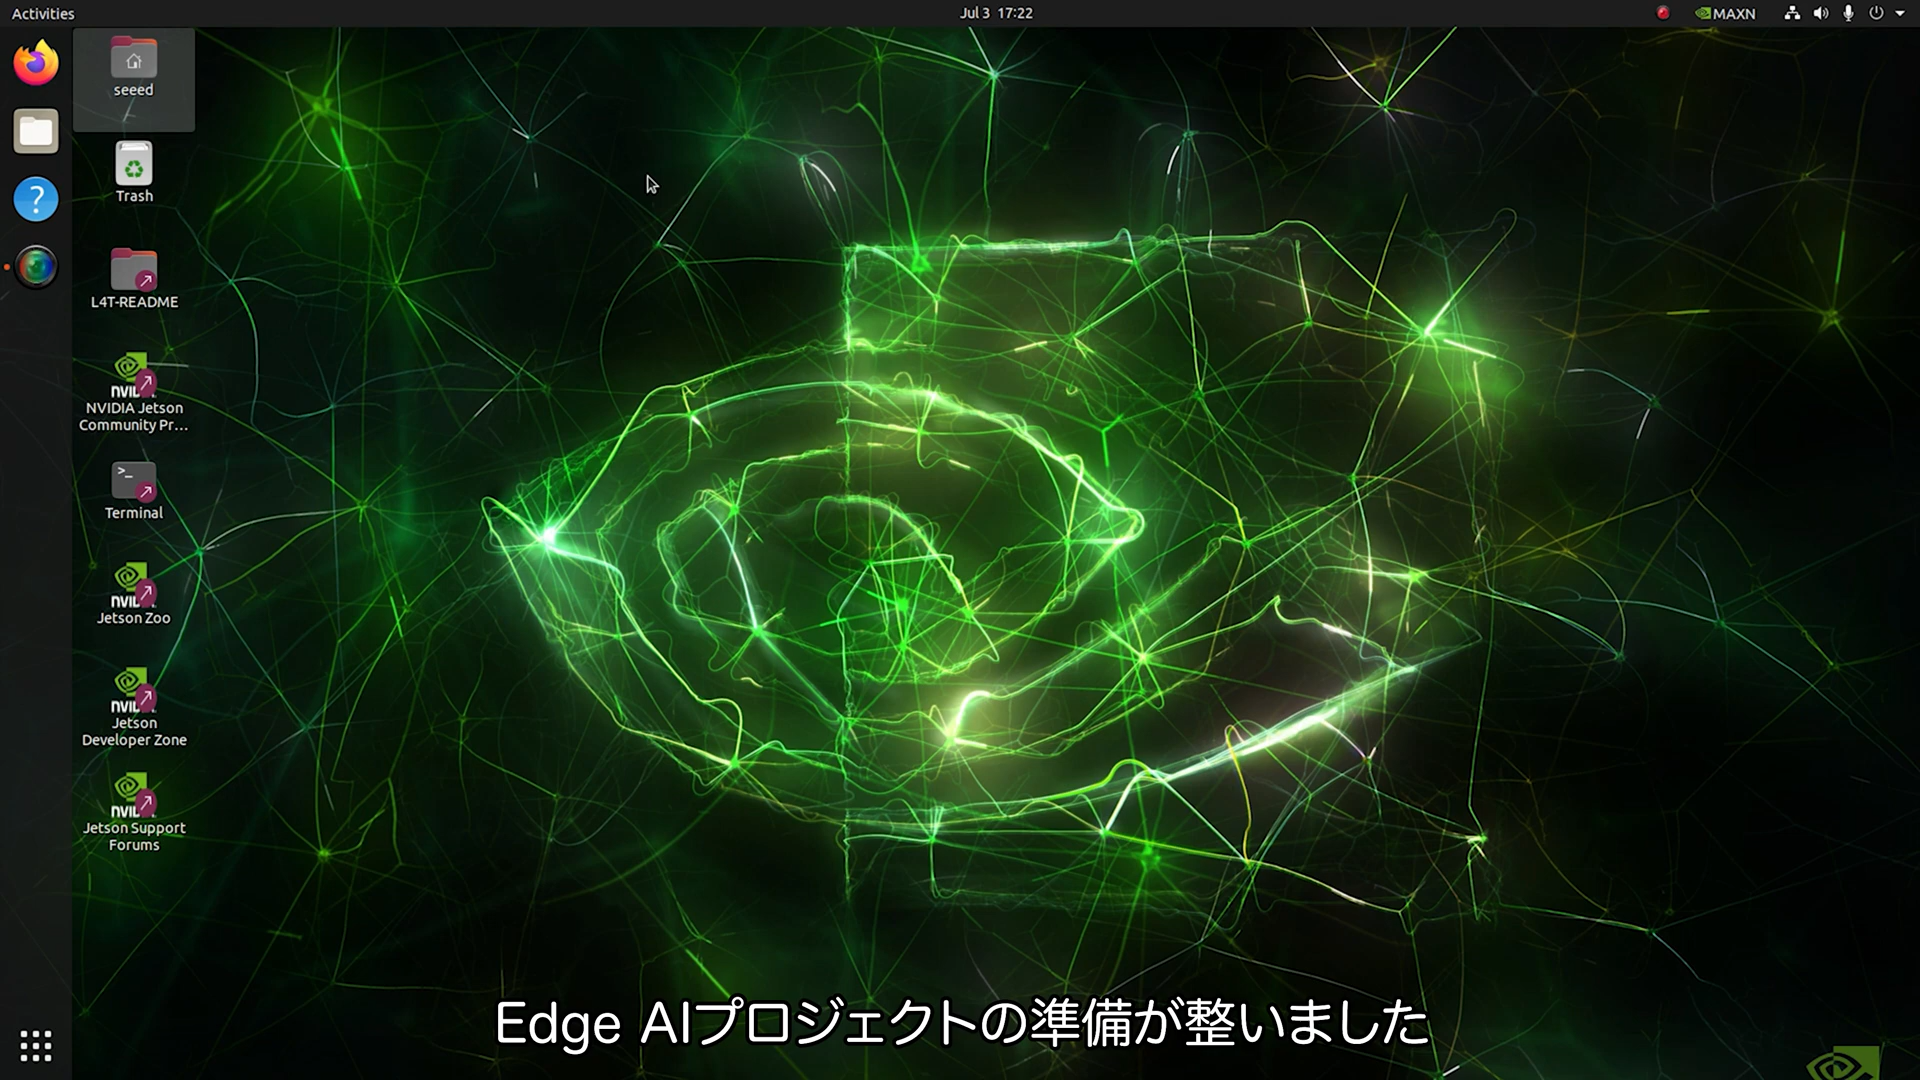 Activities
Jul 3 17:22
MAXN
seeed
Trash
L4T-README
NVIDIA Jetson
Community Pr...
>_
Terminal
Jetson Zoo
Jetson
Developer Zone
Jetson Support
Forums
Edge AIプロジェクトの準備が整いました